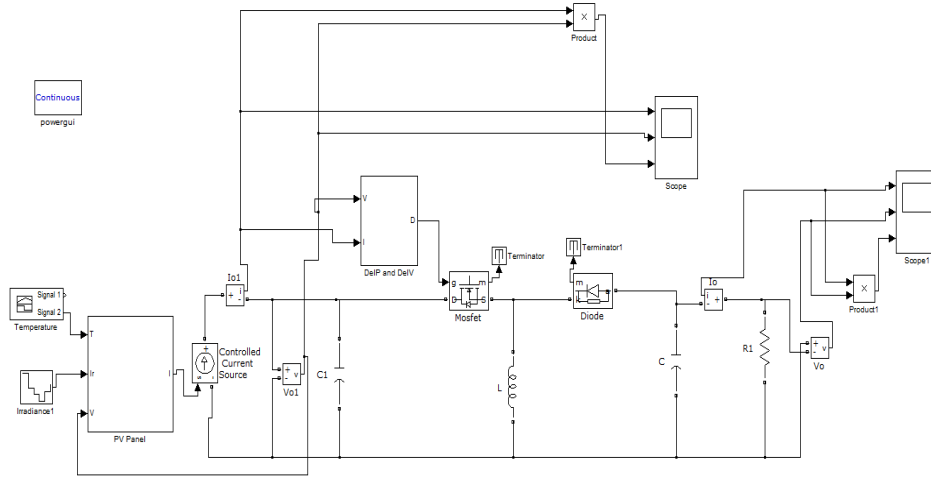 Product
Continuous
powergui
Scope
V
D
I
DelP and DelV
Scope1
Terminator
Terminator1
Io1
i
+
-
g
m
D
S
Mosfet
m
k
a
Diode
Io
i
+
-
Product1
Signal 1
Signal 2
Temperature
T
Ir
V
I
PV Panel
Irradiance1
Controlled
Current
Source
+
-
v
Vo1
C1
L
C
R1
+
-
v
Vo